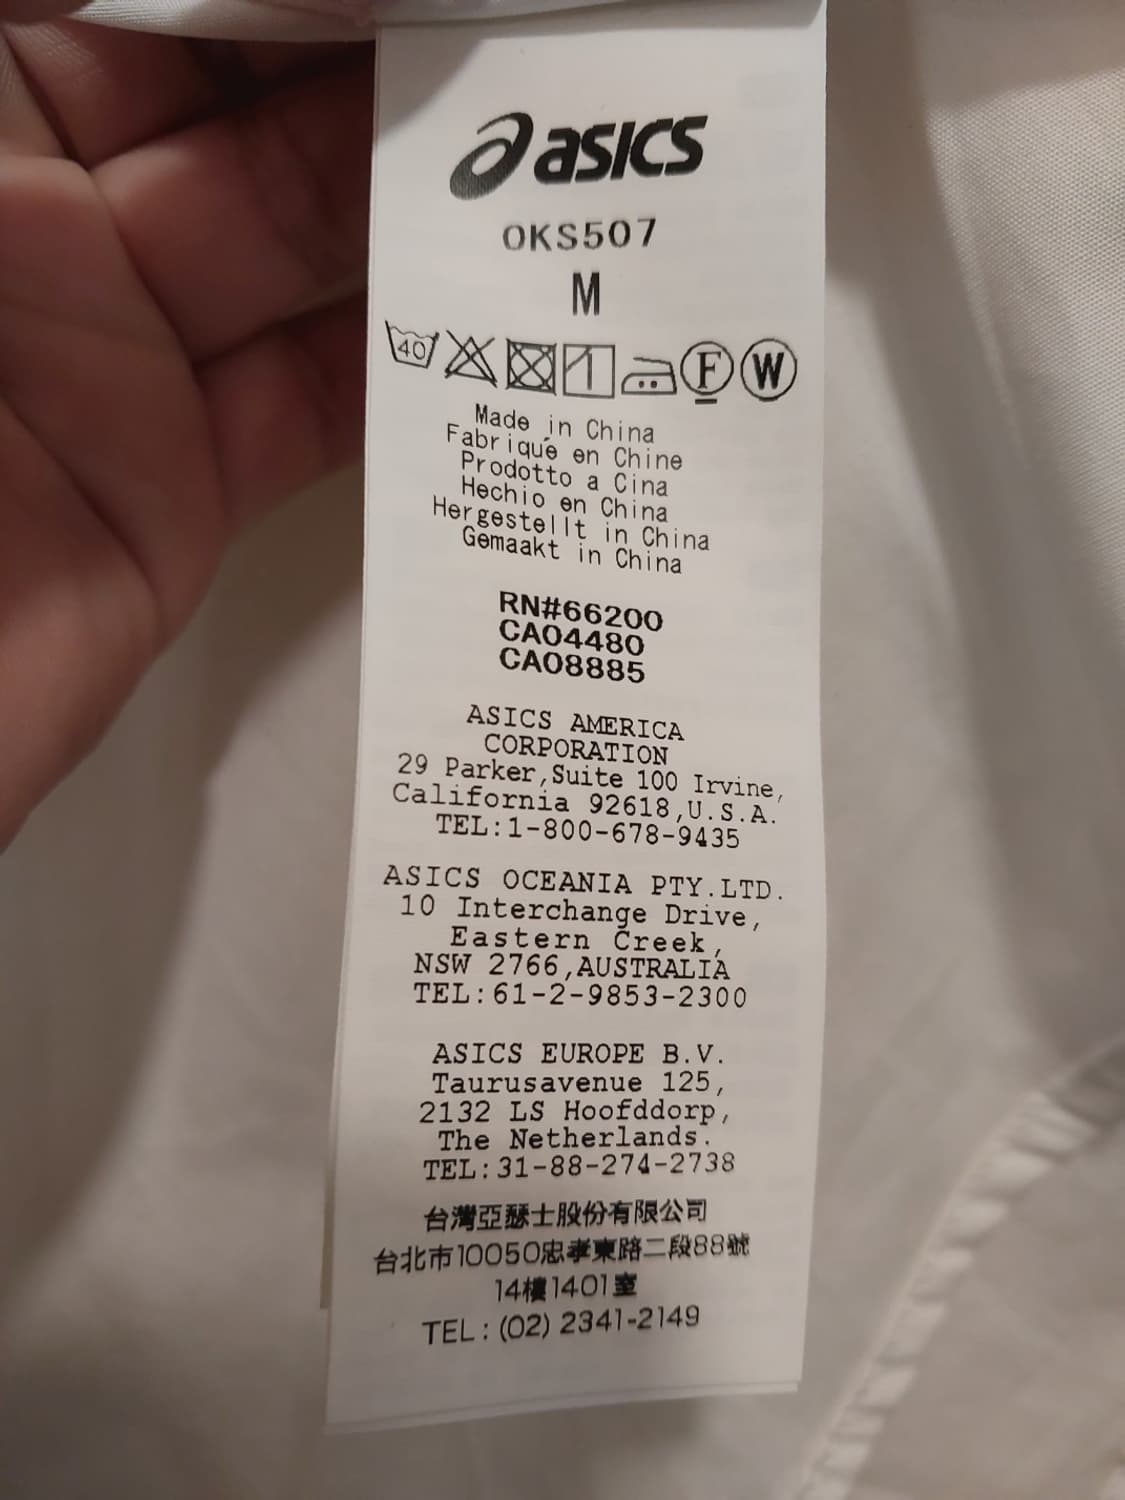 asics
OKS507
M
40 F W
Made in China
Fabriqué en Chine
Prodotto a Cina
Hechio en China
Hergestellt in China
Gemaakt in China
RN#66200
CA04480
CA08885
ASICS AMERICA
CORPORATION
29 Parker,Suite 100 Irvine,
California 92618,U.S.A.
TEL:1-800-678-9435
ASICS OCEANIA PTY.LTD.
10 Interchange Drive,
Eastern Creek,
NSW 2766,AUSTRALIA
TEL:61-2-9853-2300
ASICS EUROPE B.V.
Taurusavenue 125,
2132 LS Hoofddorp,
The Netherlands.
TEL:31-88-274-2738
台灣亞瑟士股份有限公司
台北市10050忠孝東路二段88號
14樓1401室
TEL:(02) 2341-2149